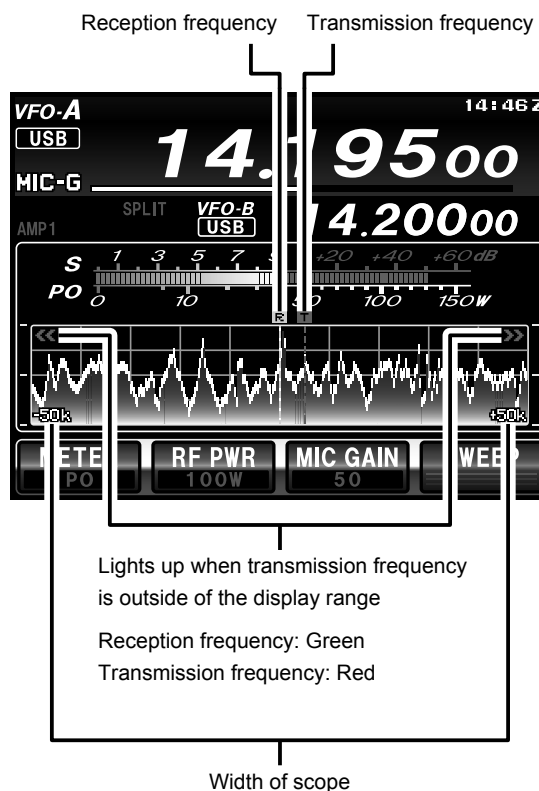 Reception frequency Transmission frequency
VFO-A 14:46Z
USB 14.195 00
MIC-G
SPLIT VFO-B
AMP1 USB 14.200 00
S 1 3 5 7 +20 +40 +60dB
PO 0 10 100 150W
R T
« »
-50k +50k
RF PWR MIC GAIN
PO 100W 50
Lights up when transmission frequency
is outside of the display range
Reception frequency: Green
Transmission frequency: Red
Width of scope